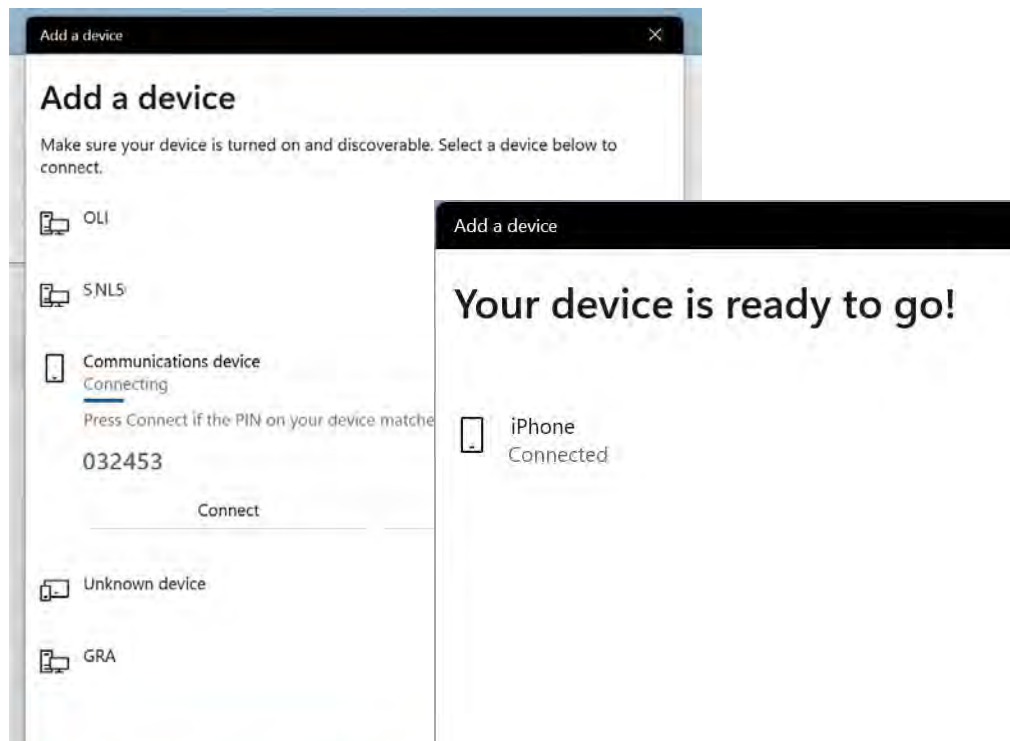 Add a device
Add a device
Make sure your device is turned on and discoverable. Select a device below to
connect.
OLI
SNL5
Communications device
Connecting
Press Connect if the PIN on your device matche
032453
Connect
Unknown device
GRA
Add a device
Your device is ready to go!
iPhone
Connected